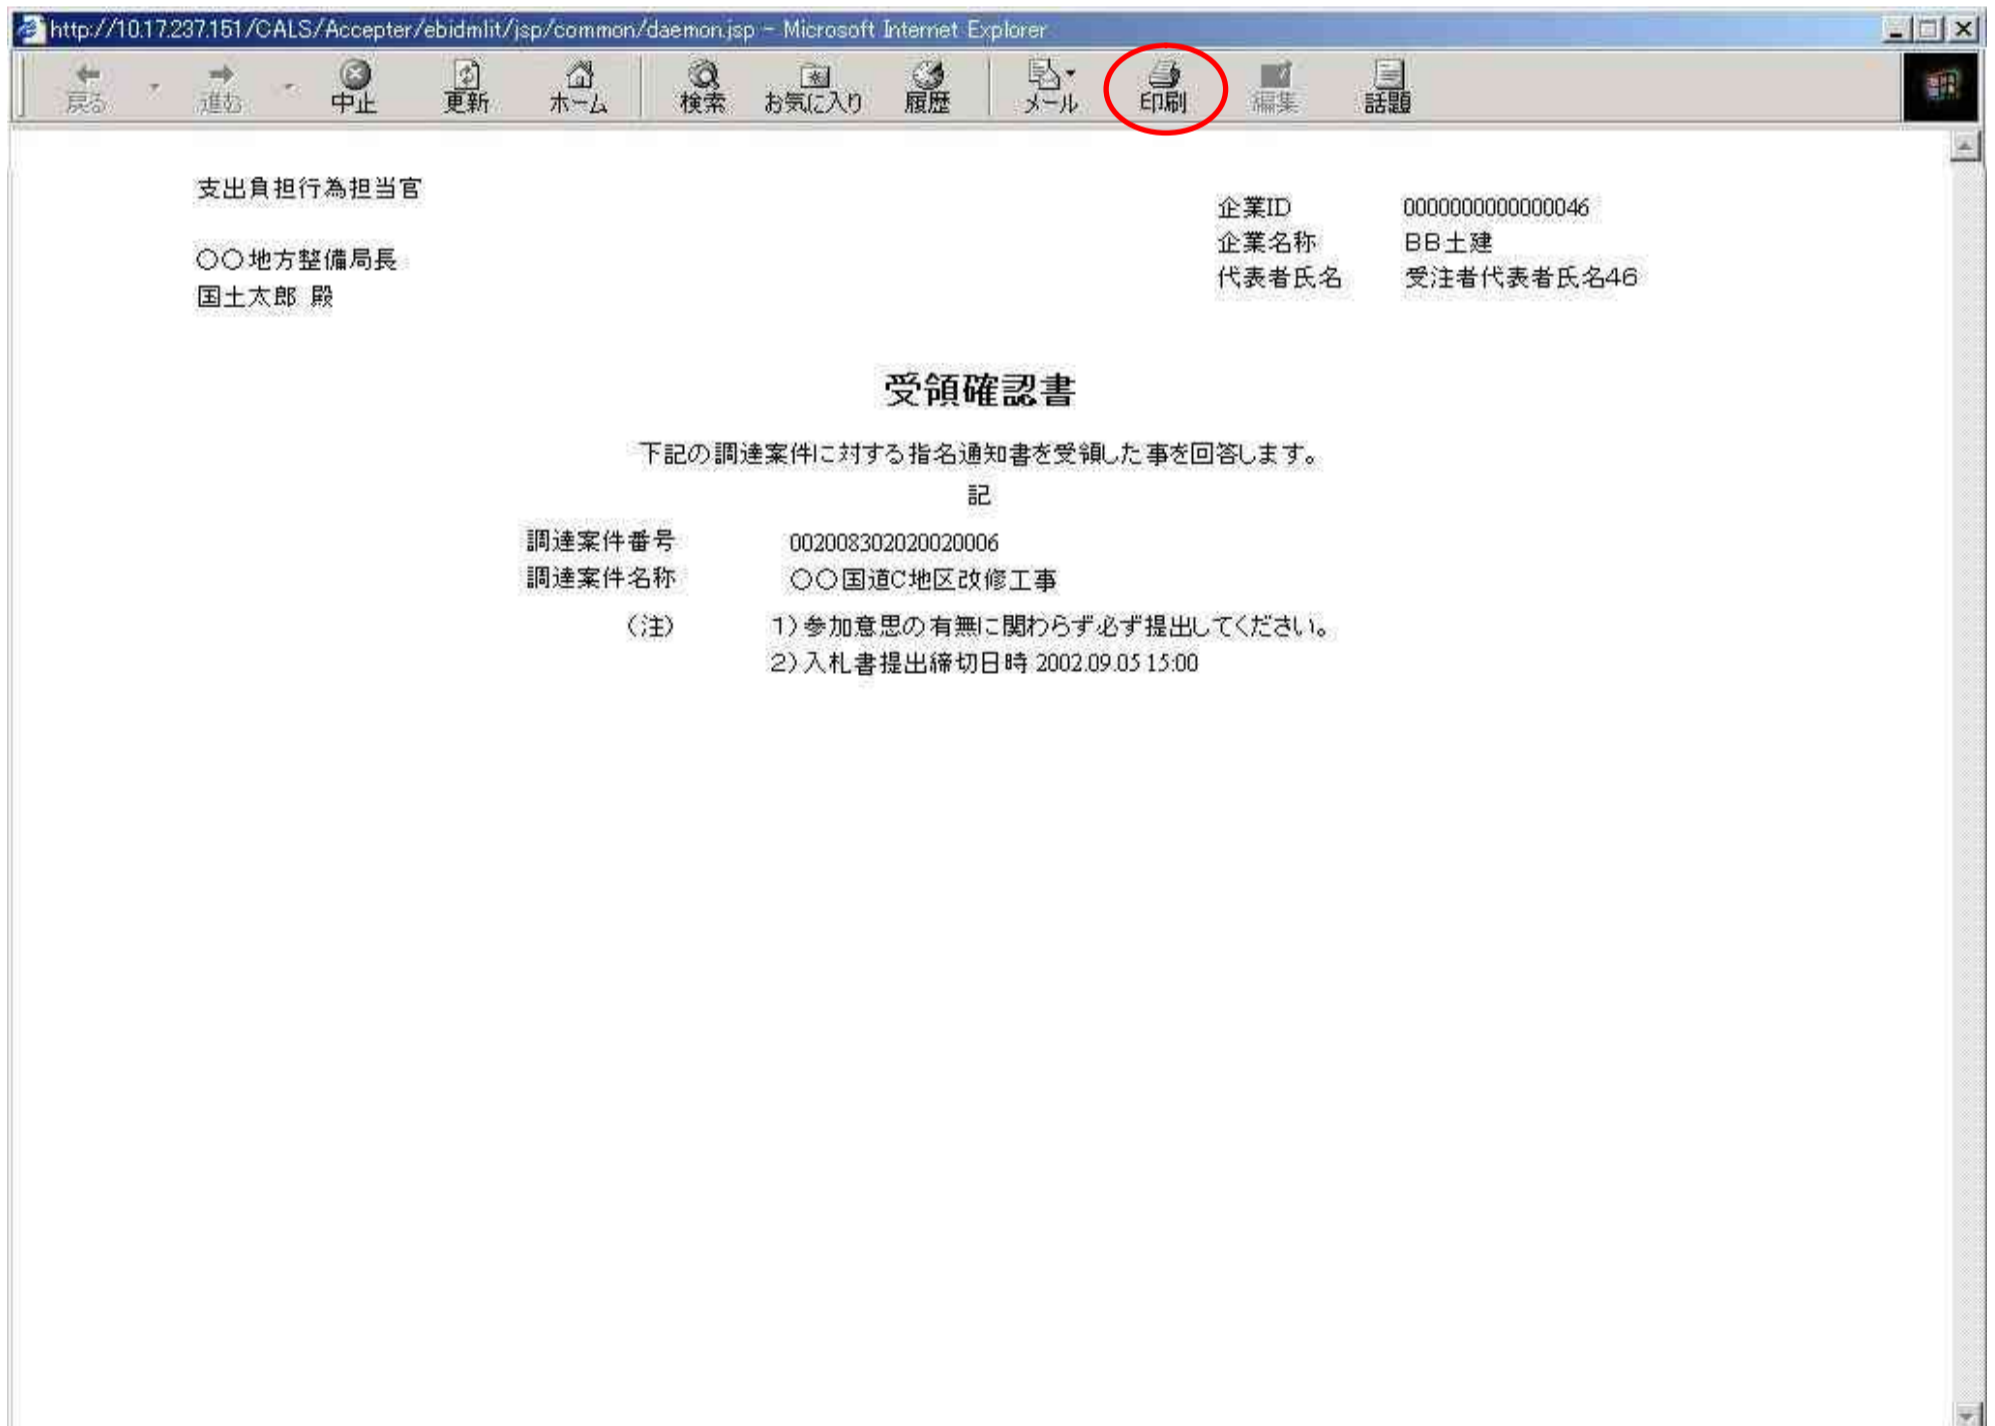 http://10.17.237.151/CALS/Accepter/ebidmlit/jsp/common/daemon.jsp - Microsoft Internet Explorer
戻る 進む 中止 更新 ホーム 検索 お気に入り 履歴 メール 印刷 編集 話題
支出負担行為担当官
〇〇地方整備局長
国土太郎 殿
企業ID 0000000000000046
企業名称 BB土建
代表者氏名 受注者代表者氏名46
受領確認書
下記の調達案件に対する指名通知書を受領した事を回答します。
記
調達案件番号 002008302020020006
調達案件名称 〇〇国道C地区改修工事
(注) 1)参加意思の有無に関わらず必ず提出してください。
2)入札書提出締切日時 2002.09.05 15:00